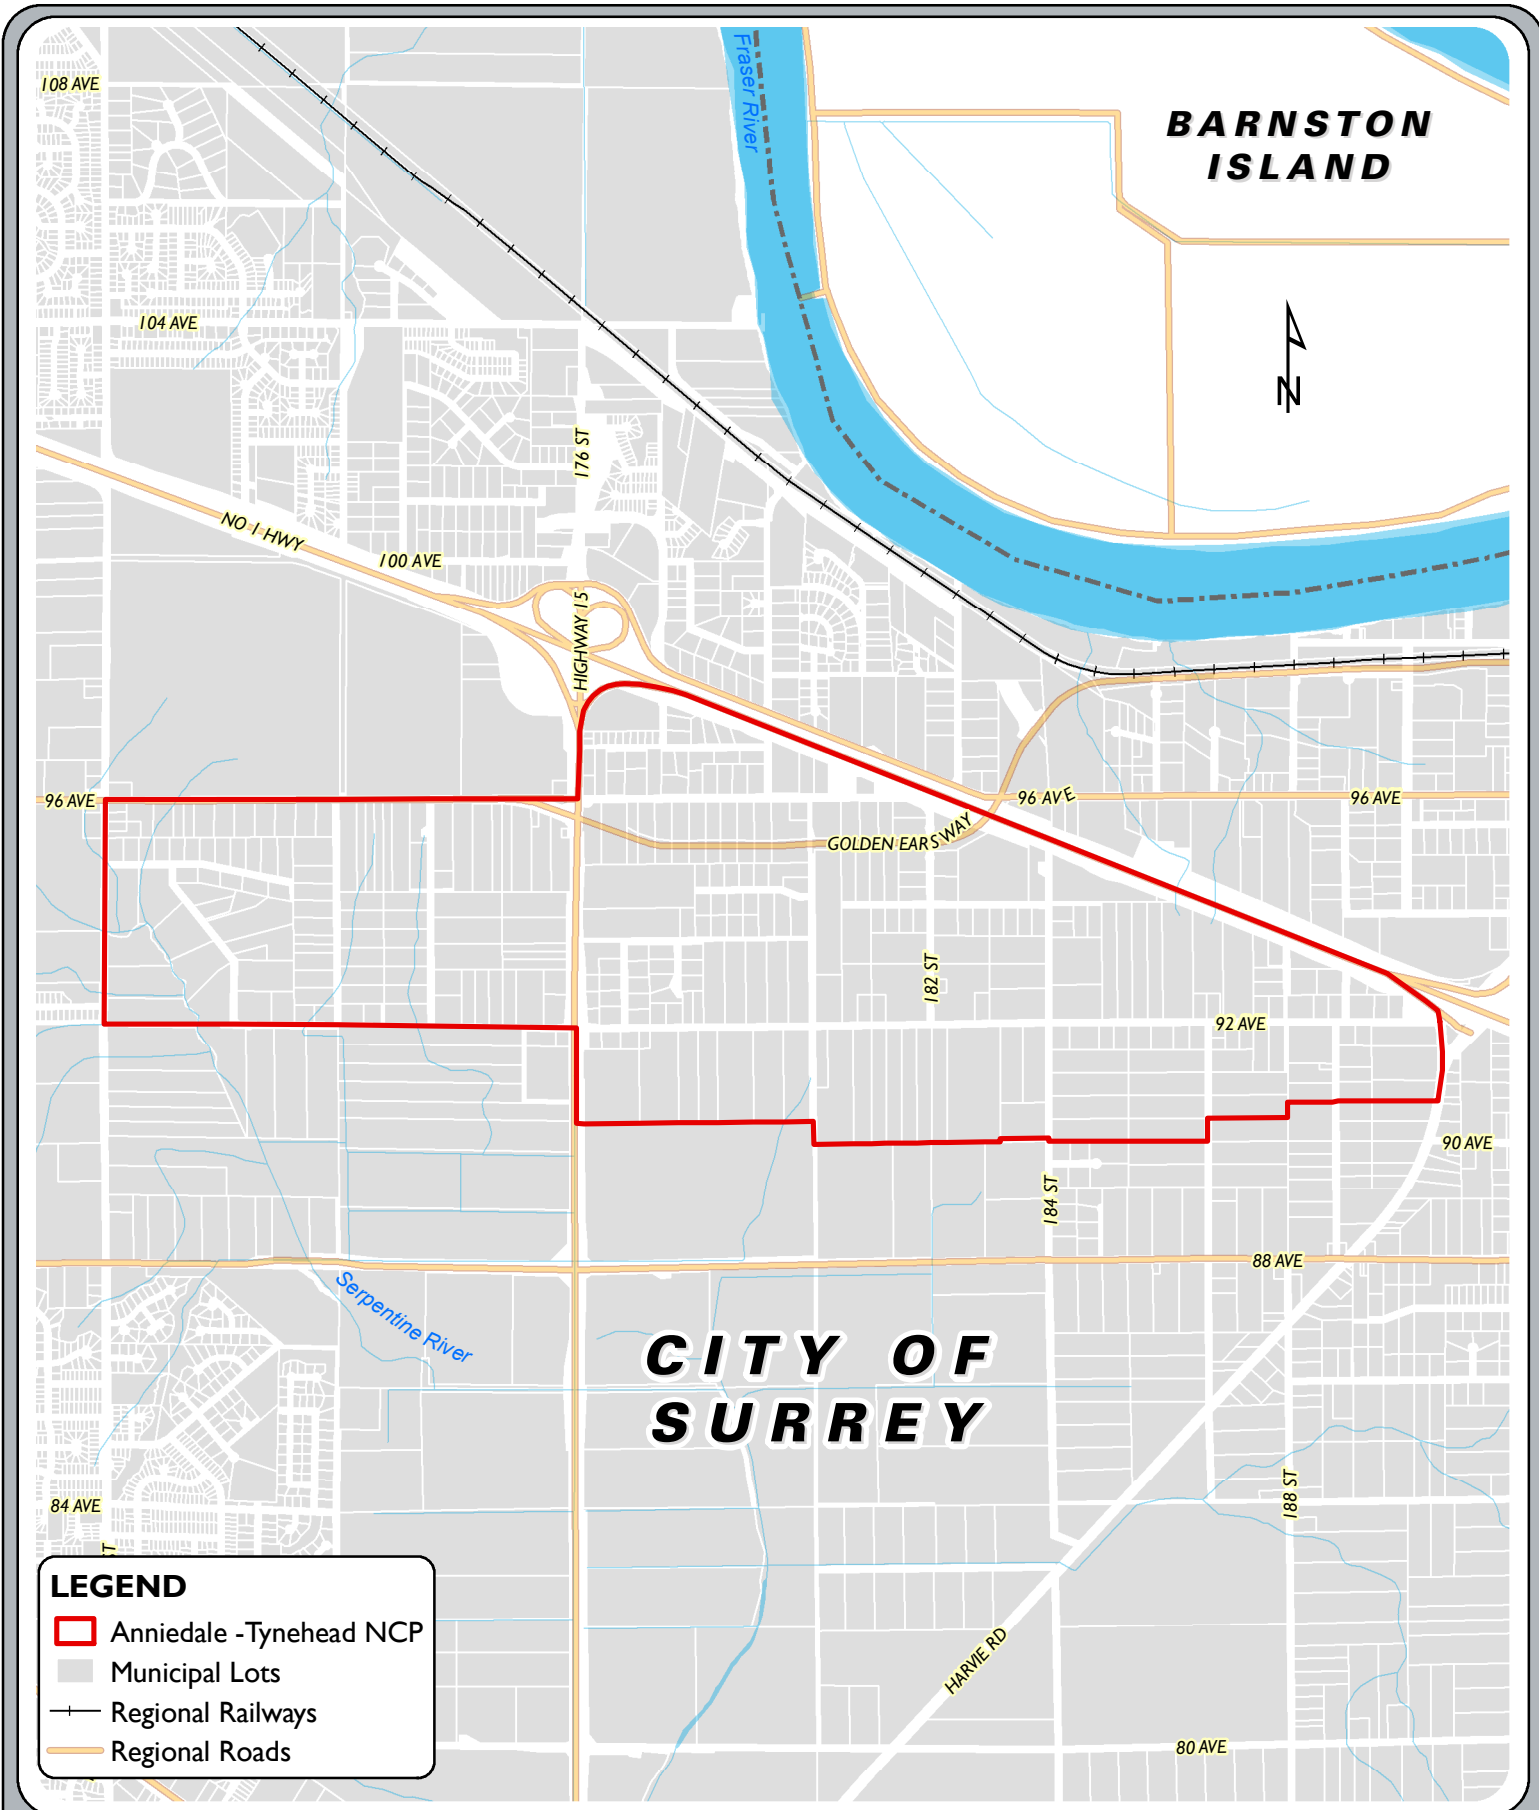 108 AVE
Fraser River
BARNSTON
ISLAND
104 AVE
N
176 ST
NO 1 HWY
100 AVE
HIGHWAY 15
96 AVE
96 AVE
96 AVE
GOLDEN EARS WAY
182 ST
92 AVE
90 AVE
184 ST
88 AVE
Serpentine River
CITY OF
SURREY
84 AVE
188 ST
ST
HARVIE RD
80 AVE
LEGEND
Anniedale -Tynehead NCP
Municipal Lots
Regional Railways
Regional Roads